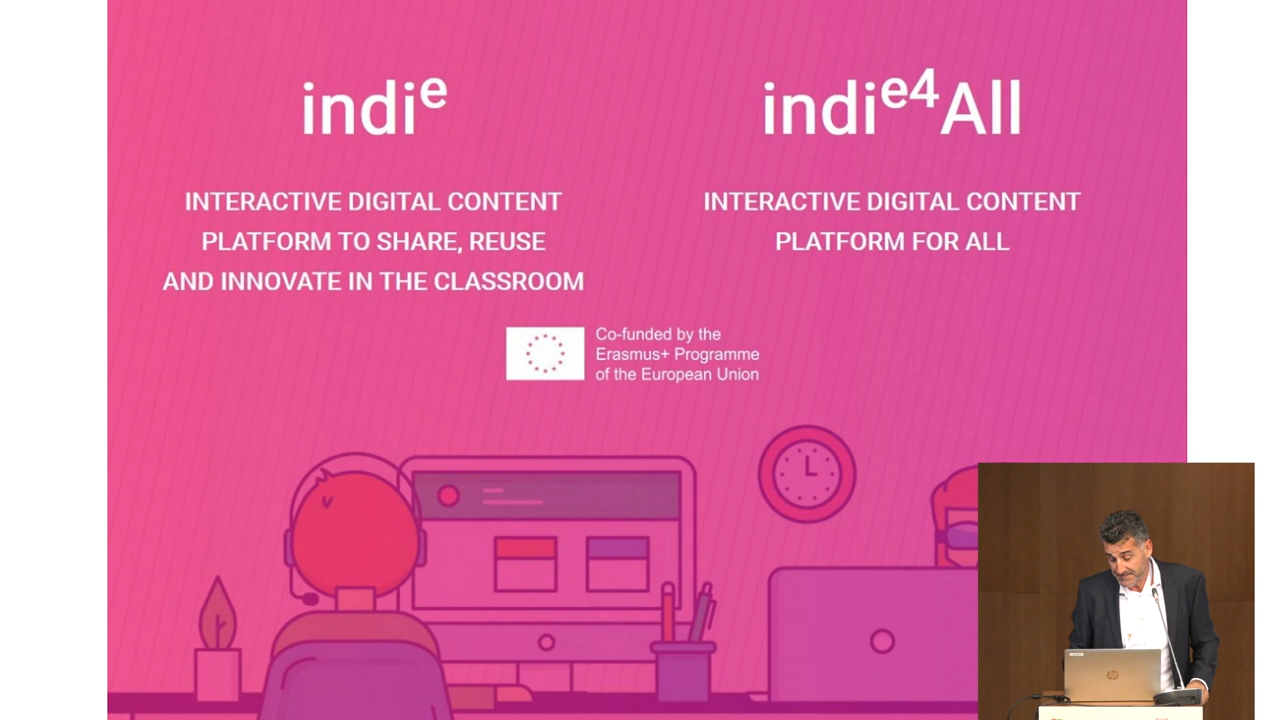 indie
INTERACTIVE DIGITAL CONTENT
PLATFORM TO SHARE, REUSE
AND INNOVATE IN THE CLASSROOM
indie4All
INTERACTIVE DIGITAL CONTENT
PLATFORM FOR ALL
Co-funded by the
Erasmus+ Programme
of the European Union
hp